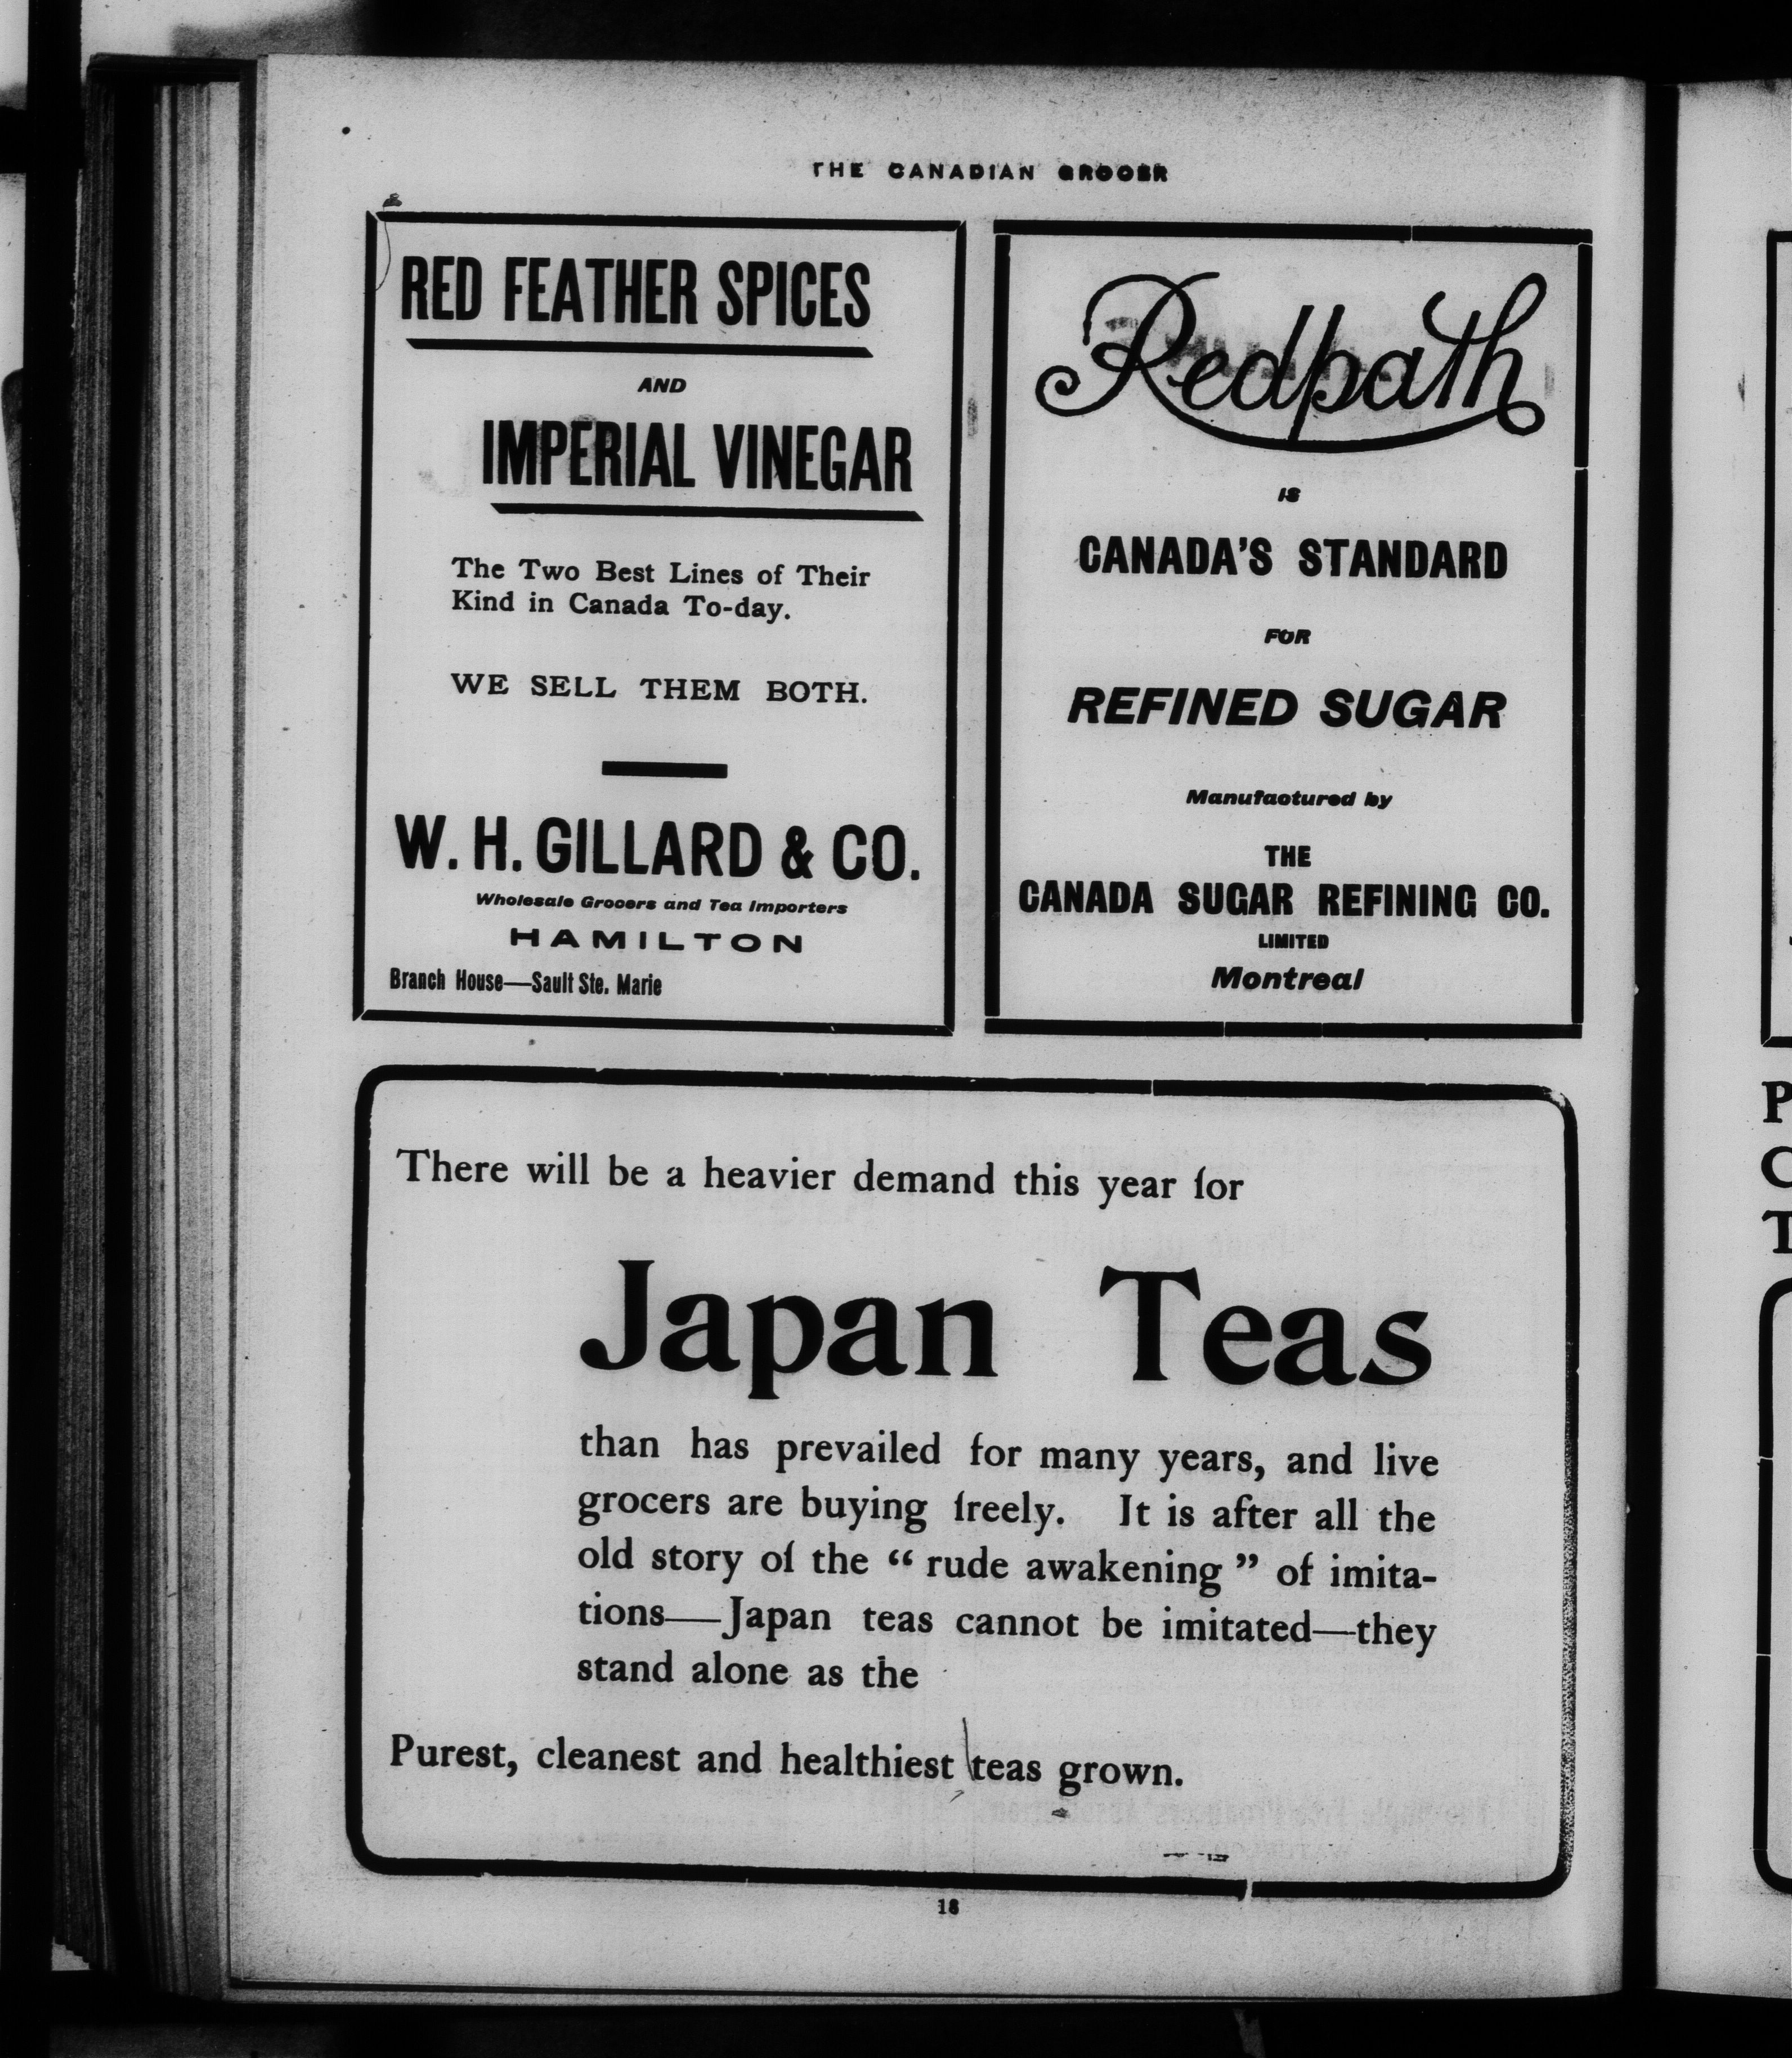 THE CANADIAN GROCER
RED FEATHER SPICES
AND
IMPERIAL VINEGAR
The Two Best Lines of Their
Kind in Canada To-day.
WE SELL THEM BOTH.
W. H. GILLARD & CO.
Wholesale Grocers and Tea Importers
HAMILTON
Branch House—Sault Ste. Marie
Redpath
IS
CANADA'S STANDARD
FOR
REFINED SUGAR
Manufactured by
THE
CANADA SUGAR REFINING CO.
LIMITED
Montreal
There will be a heavier demand this year for
Japan Teas
than has prevailed for many years, and live
grocers are buying freely. It is after all the
old story of the “ rude awakening ” of imita-
tions—Japan teas cannot be imitated—they
stand alone as the
Purest, cleanest and healthiest teas grown.
18
P
O
T